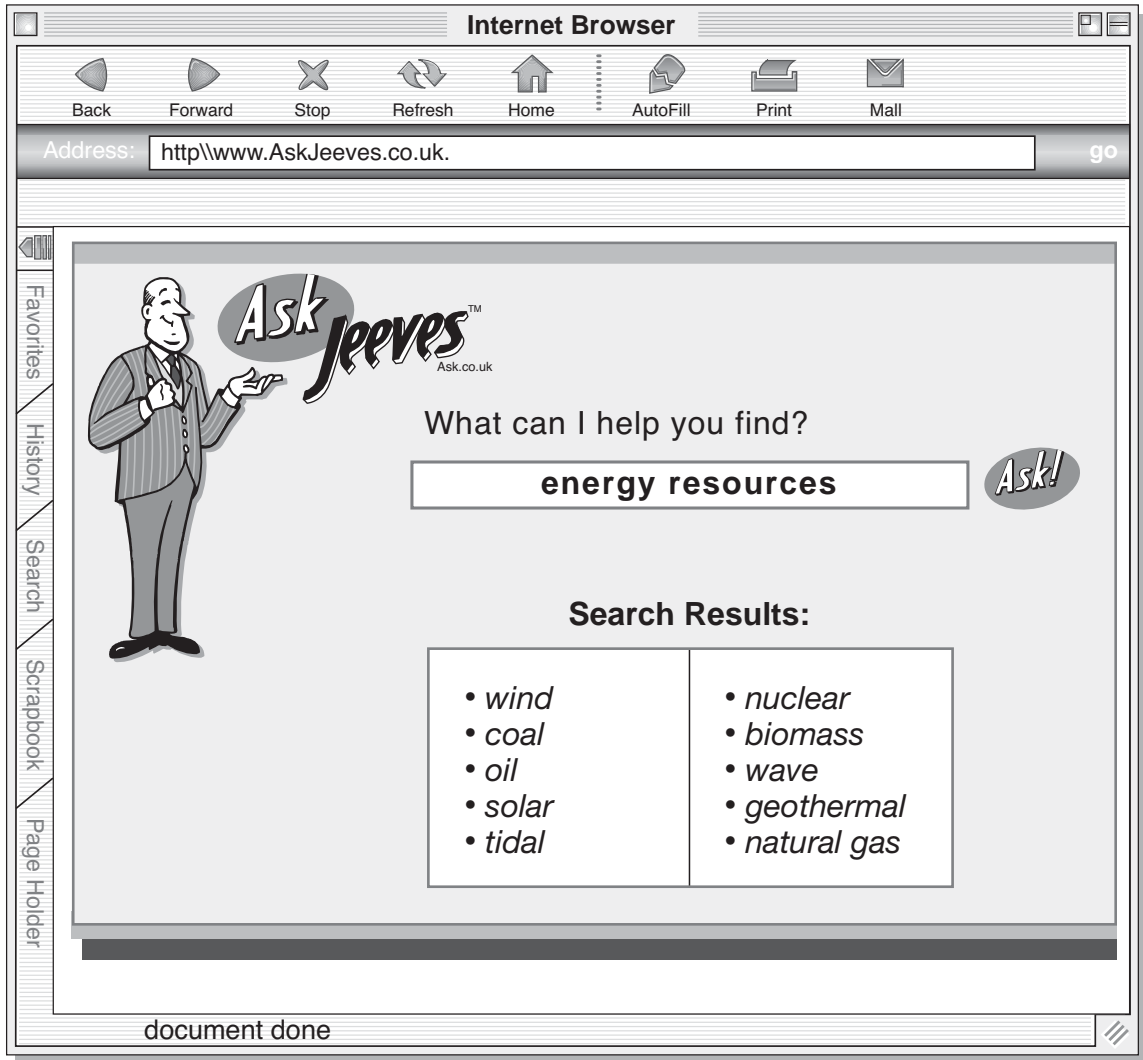 Internet Browser
Back Forward Stop Refresh Home AutoFill Print Mall
Address: http\\www.AskJeeves.co.uk. go
Favorites
History
Search
Scrapbook
Page Holder
Ask Jeeves™
Ask.co.uk
What can I help you find?
energy resources Ask!
Search Results:
• wind
• coal
• oil
• solar
• tidal
• nuclear
• biomass
• wave
• geothermal
• natural gas
document done